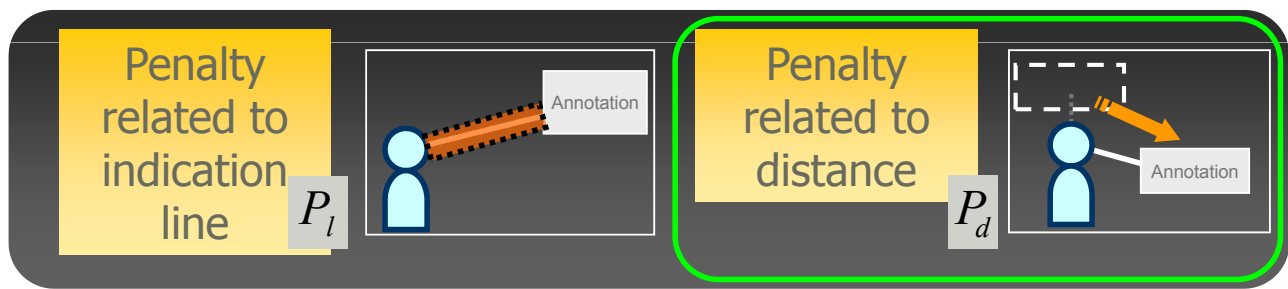 Penalty
related to
indication
line
P_l
Annotation
Penalty
related to
distance
P_d
Annotation